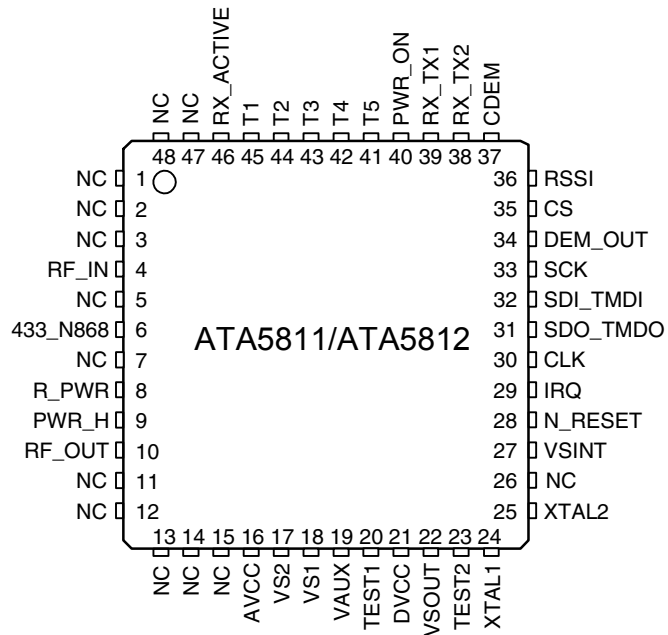 NC NC RX_ACTIVE T1 T2 T3 T4 T5 PWR_ON RX_TX1 RX_TX2 CDEM
48 47 46 45 44 43 42 41 40 39 38 37
NC 1 36 RSSI
NC 2 35 CS
NC 3 34 DEM_OUT
RF_IN 4 33 SCK
NC 5 32 SDI_TMDI
433_N868 6 ATA5811/ATA5812 31 SDO_TMDO
NC 7 30 CLK
R_PWR 8 29 IRQ
PWR_H 9 28 N_RESET
RF_OUT 10 27 VSINT
NC 11 26 NC
NC 12 25 XTAL2
13 14 15 16 17 18 19 20 21 22 23 24
NC NC NC AVCC VS2 VS1 VAUX TEST1 DVCC VSOUT TEST2 XTAL1